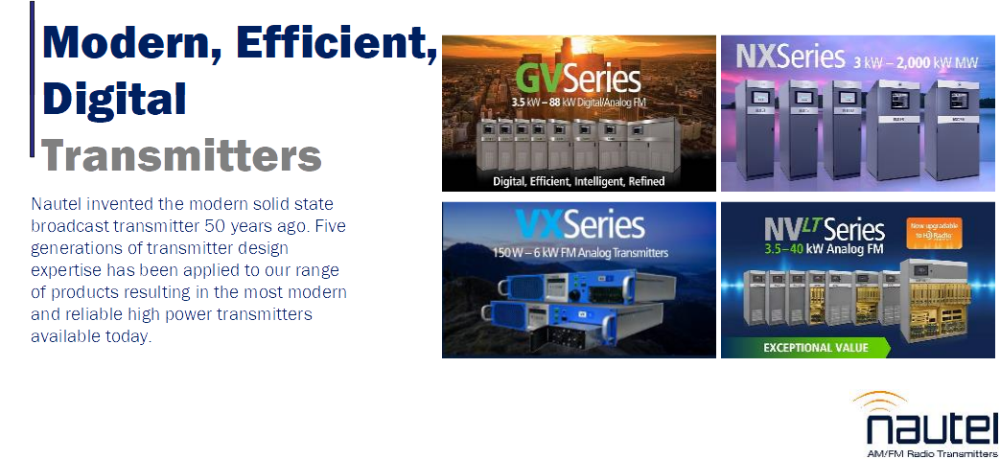 Modern, Efficient,
Digital
Transmitters
Nautel invented the modern solid state
broadcast transmitter 50 years ago. Five
generations of transmitter design
expertise has been applied to our range
of products resulting in the most modern
and reliable high power transmitters
available today.
GVSeries
3.5 kW – 88 kW Digital/Analog FM
Digital, Efficient, Intelligent, Refined
NXSeries 3 kW – 2,000 kW MW
VXSeries
150 W – 6 kW FM Analog Transmitters
NVLT Series
3.5–40 kW Analog FM
Now upgradable
to HD Radio
EXCEPTIONAL VALUE
nautel
AM/FM Radio Transmitters